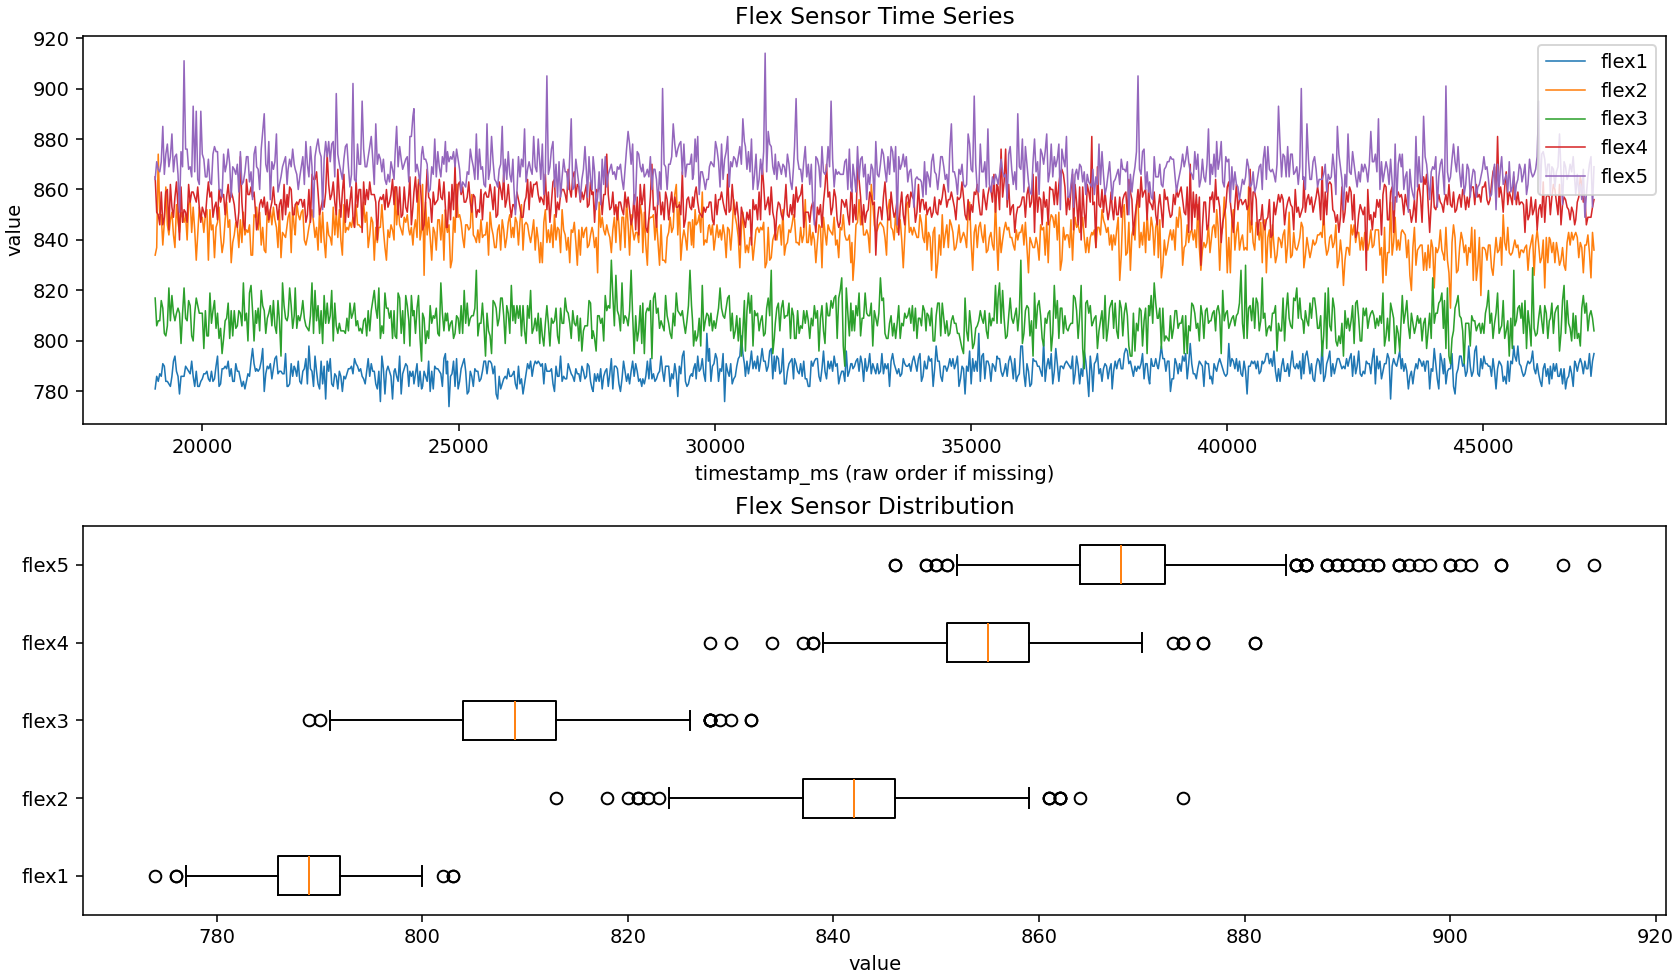 Flex Sensor Time Series
920
900
880
860
840
820
800
780
value
flex1
flex2
flex3
flex4
flex5
20000 25000 30000 35000 40000 45000
timestamp_ms (raw order if missing)
Flex Sensor Distribution
flex5
flex4
flex3
flex2
flex1
780 800 820 840 860 880 900 920
value